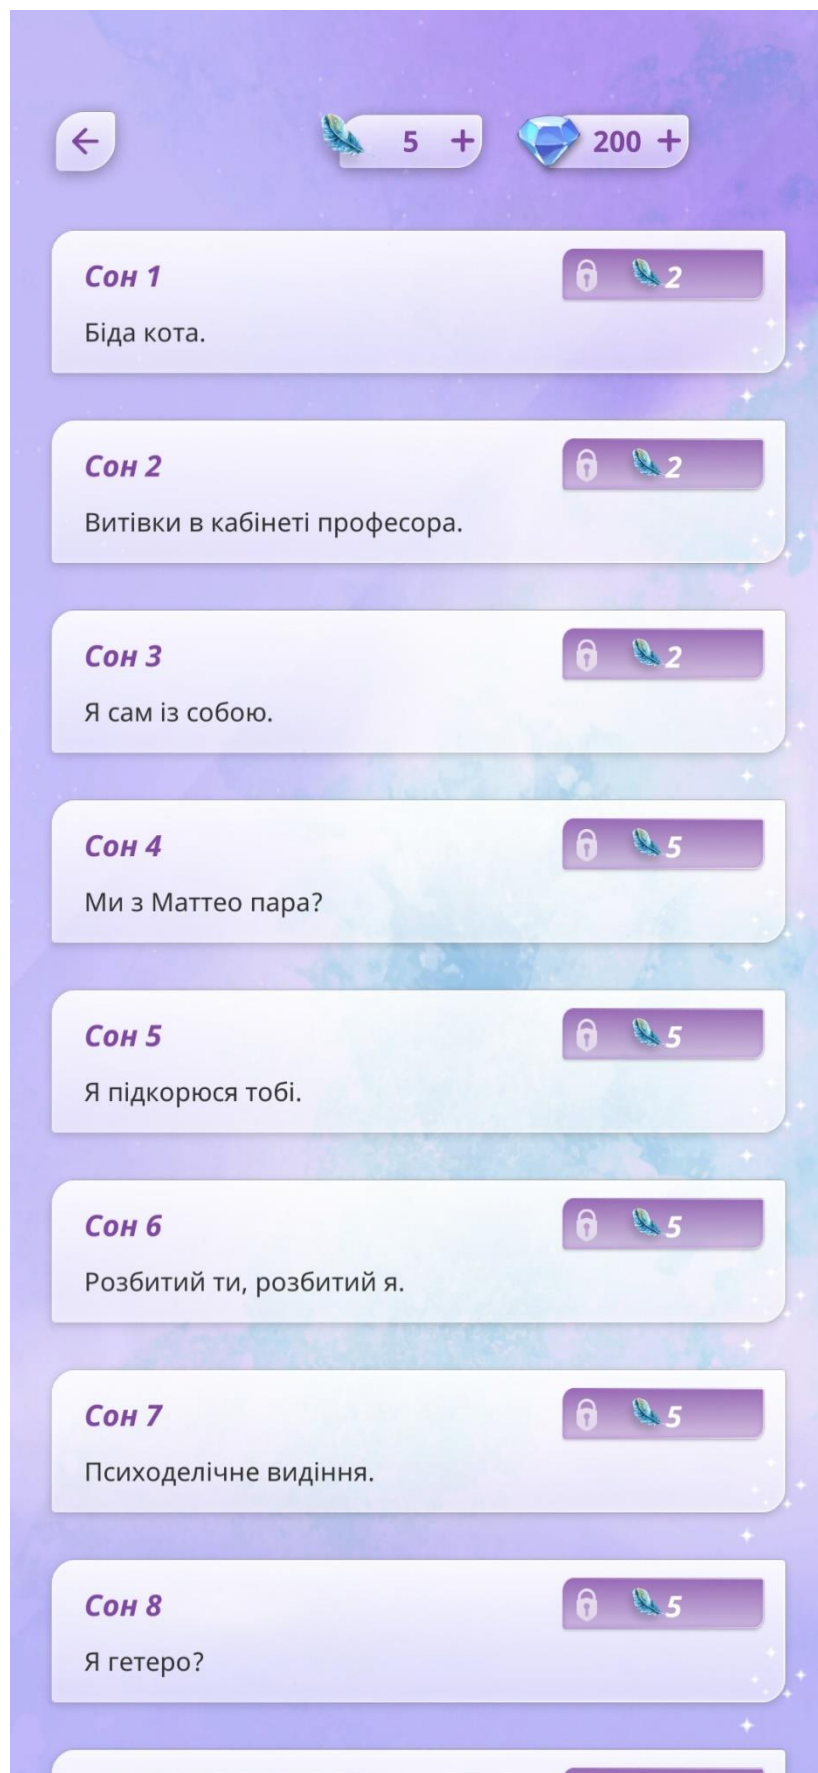 5 + 200 +
Сон 1 2
Біда кота.
Сон 2 2
Витівки в кабінеті професора.
Сон 3 2
Я сам із собою.
Сон 4 5
Ми з Маттео пара?
Сон 5 5
Я підкорюся тобі.
Сон 6 5
Розбитий ти, розбитий я.
Сон 7 5
Психоделічне видіння.
Сон 8 5
Я гетеро?